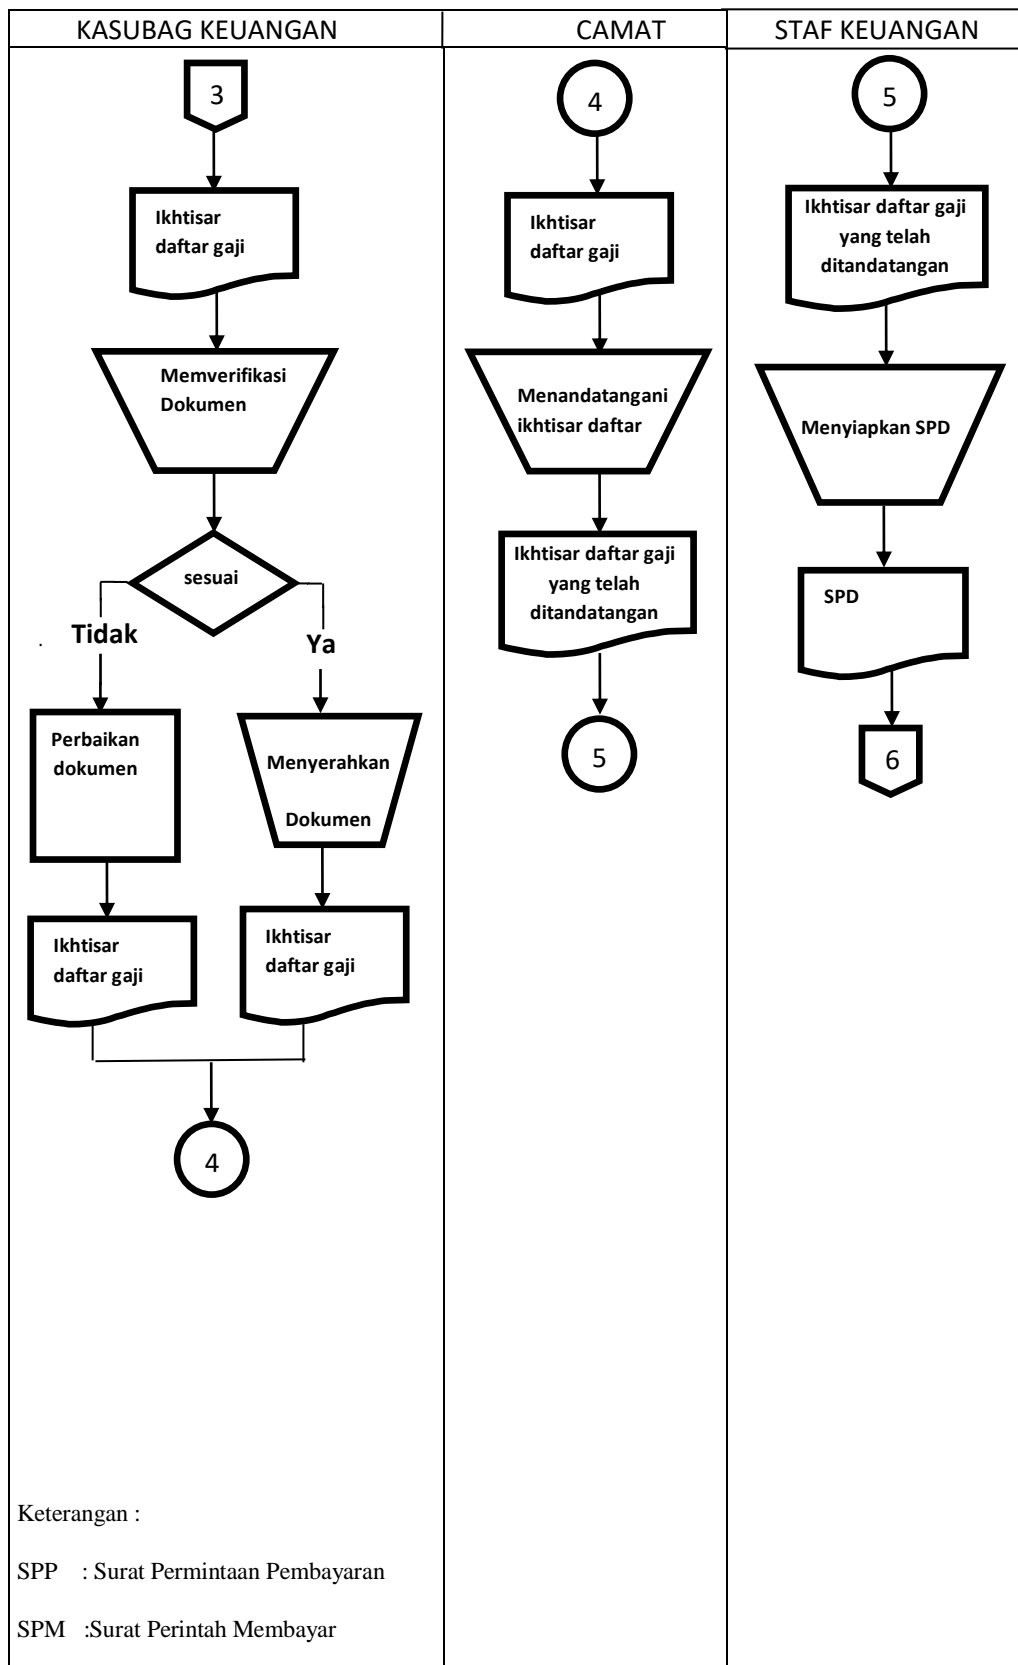 KASUBAG KEUANGAN
CAMAT
STAF KEUANGAN
3
Ikhtisar
daftar gaji
Memverifikasi
Dokumen
sesuai
Tidak
Ya
Perbaikan
dokumen
Menyerahkan
Dokumen
Ikhtisar
daftar gaji
Ikhtisar
daftar gaji
4
4
Ikhtisar
daftar gaji
Menandatangani
ikhtisar daftar
Ikhtisar daftar gaji
yang telah
ditandatangan
5
5
Ikhtisar daftar gaji
yang telah
ditandatangan
Menyiapkan SPD
SPD
6
Keterangan :
SPP : Surat Permintaan Pembayaran
SPM :Surat Perintah Membayar